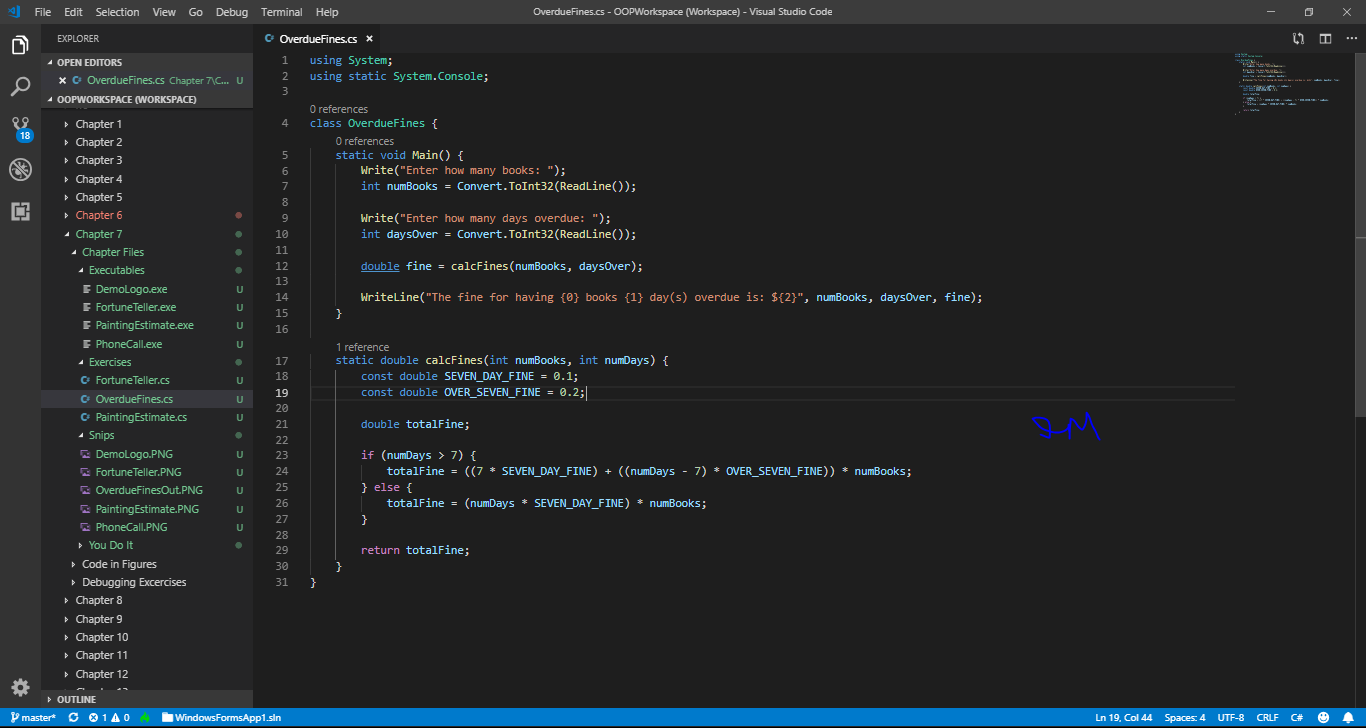 File Edit Selection View Go Debug Terminal Help
OverdueFines.cs - OOPWorkspace (Workspace) - Visual Studio Code
EXPLORER
OPEN EDITORS
OverdueFines.cs Chapter 7\C... U
OOPWORKSPACE (WORKSPACE)
18
Chapter 1
Chapter 2
Chapter 3
Chapter 4
Chapter 5
Chapter 6
Chapter 7
Chapter Files
Executables
DemoLogo.exe U
FortuneTeller.exe U
PaintingEstimate.exe U
PhoneCall.exe U
Exercises
FortuneTeller.cs U
OverdueFines.cs U
PaintingEstimate.cs U
Snips
DemoLogo.PNG U
FortuneTeller.PNG U
OverdueFinesOut.PNG U
PaintingEstimate.PNG U
PhoneCall.PNG U
You Do It
Code in Figures
Debugging Excercises
Chapter 8
Chapter 9
Chapter 10
Chapter 11
Chapter 12
OUTLINE
OverdueFines.cs
1 using System;
2 using static System.Console;
3
0 references
4 class OverdueFines {
0 references
5 static void Main() {
6 Write("Enter how many books: ");
7 int numBooks = Convert.ToInt32(ReadLine());
8
9 Write("Enter how many days overdue: ");
10 int daysOver = Convert.ToInt32(ReadLine());
11
12 double fine = calcFines(numBooks, daysOver);
13
14 WriteLine("The fine for having {0} books {1} day(s) overdue is: ${2}", numBooks, daysOver, fine);
15 }
16
1 reference
17 static double calcFines(int numBooks, int numDays) {
18 const double SEVEN_DAY_FINE = 0.1;
19 const double OVER_SEVEN_FINE = 0.2;
20
21 double totalFine;
22
23 if (numDays > 7) {
24 totalFine = ((7 * SEVEN_DAY_FINE) + ((numDays - 7) * OVER_SEVEN_FINE)) * numBooks;
25 } else {
26 totalFine = (numDays * SEVEN_DAY_FINE) * numBooks;
27 }
28
29 return totalFine;
30 }
31 }
master* 1 0 WindowsFormsApp1.sln
Ln 19, Col 44 Spaces: 4 UTF-8 CRLF C#